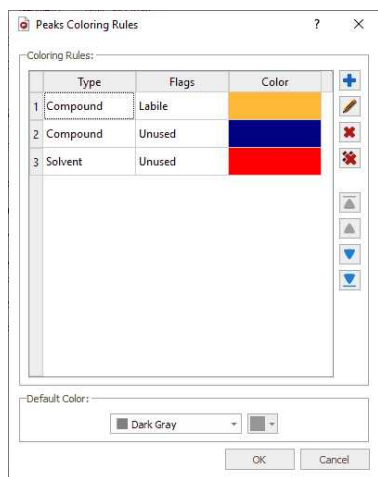 Peaks Coloring Rules
?
Coloring Rules:
Type Flags Color
1 Compound Labile
2 Compound Unused
3 Solvent Unused
Default Color:
Dark Gray
OK Cancel